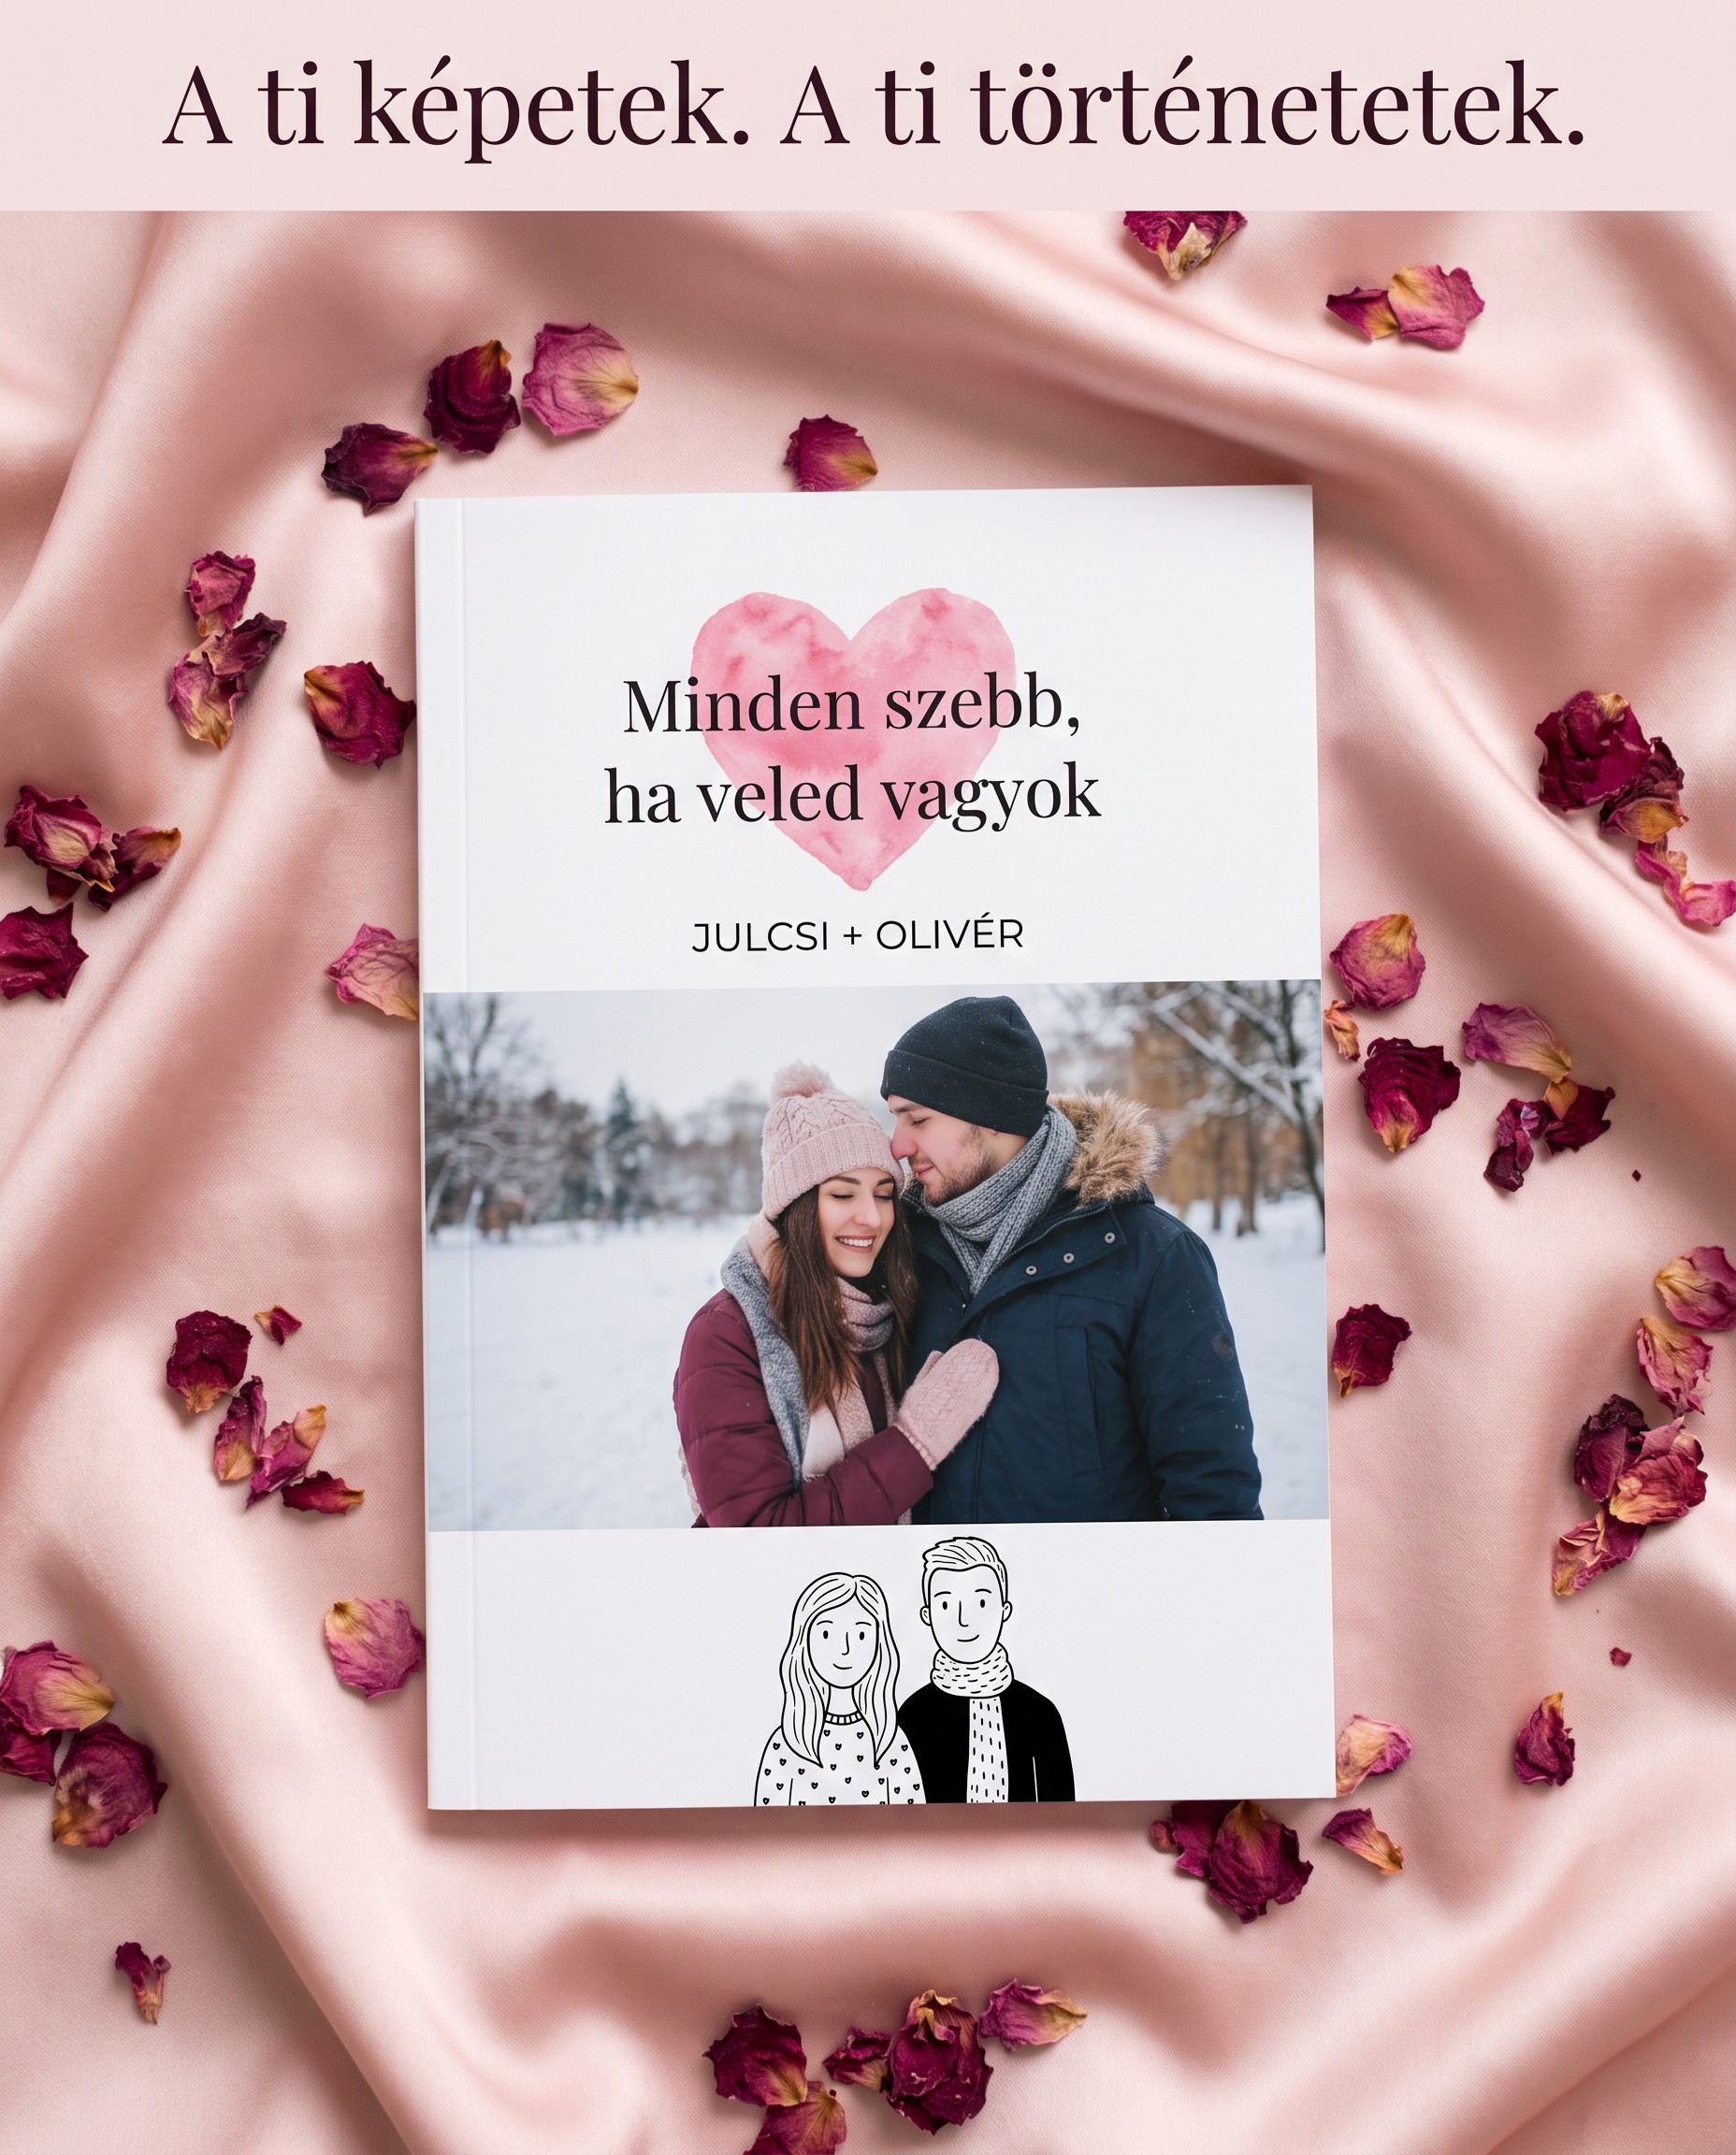 A ti képetek. A ti történetetek.
Minden szebb,
ha veled vagyok
JULCSI + OLIVÉR